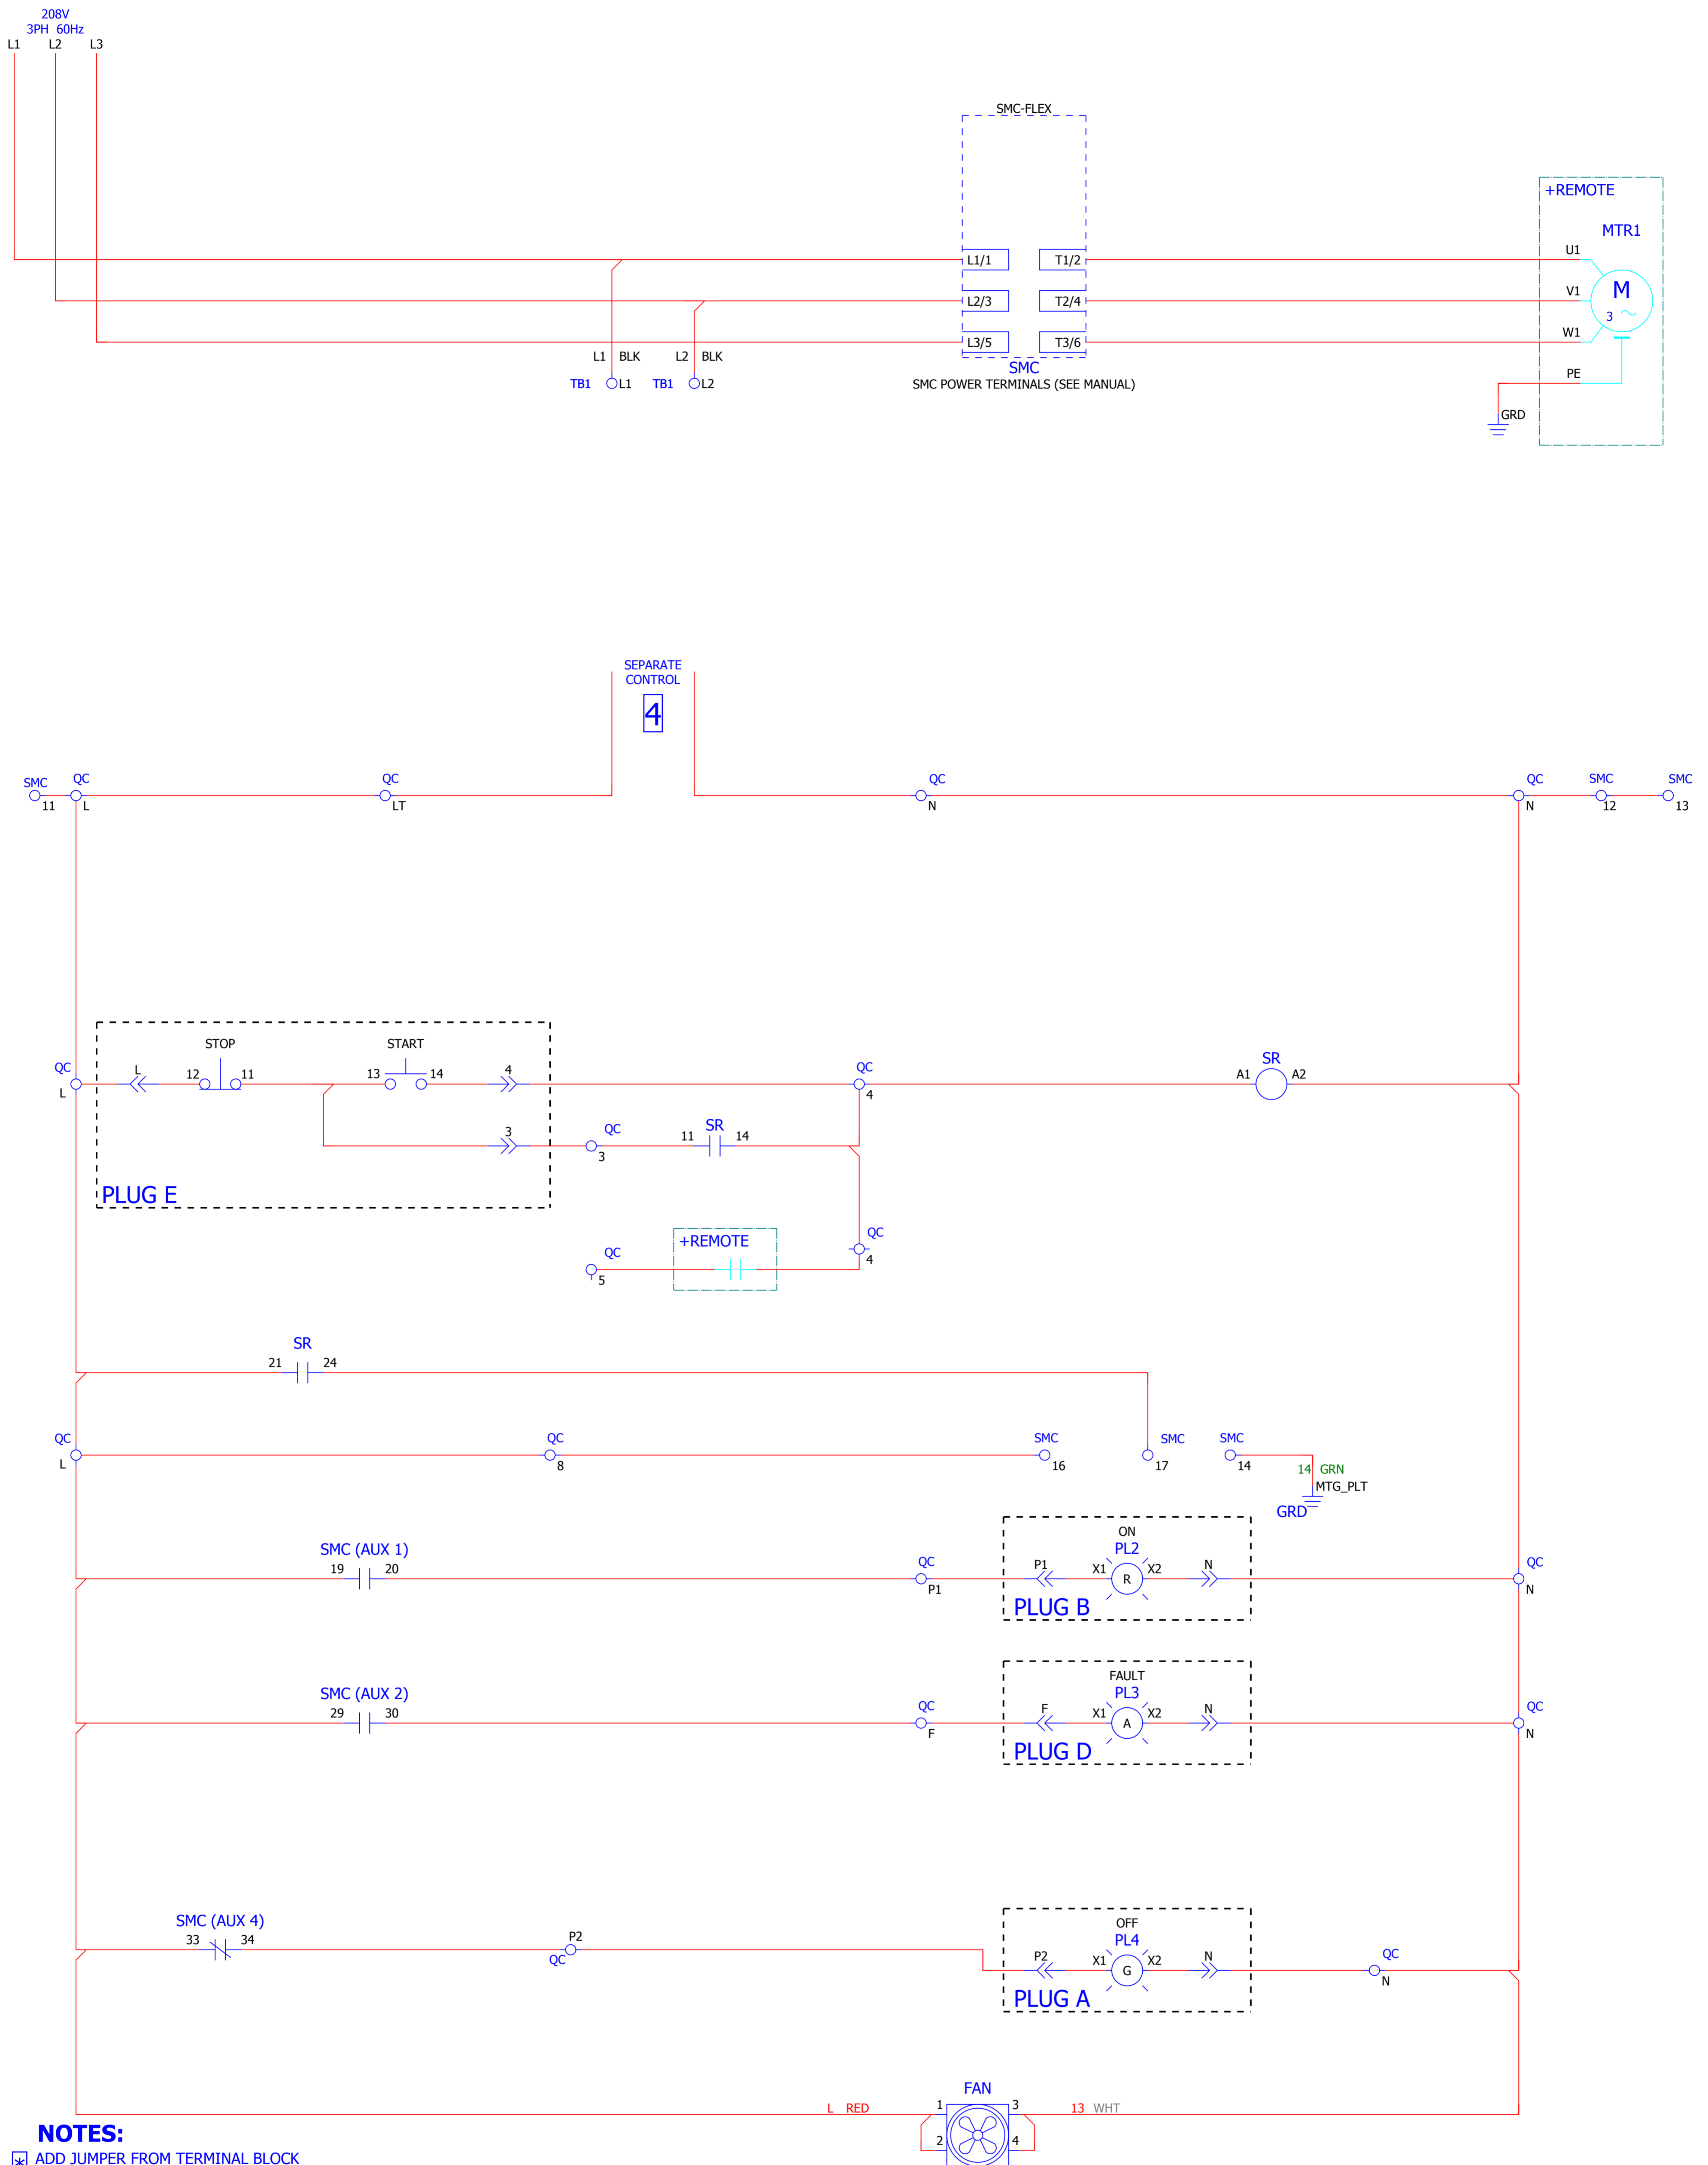 208V
3PH 60Hz
L1 L2 L3
SMC-FLEX
+REMOTE
MTR1
L1/1 T1/2 U1
L2/3 T2/4 V1 M
3
L3/5 T3/6 W1
L1 BLK L2 BLK
SMC
TB1 L1 TB1 L2
SMC POWER TERMINALS (SEE MANUAL)
PE
GRD
SEPARATE
CONTROL
4
SMC QC QC QC QC SMC SMC
11 L LT N N 12 13
STOP START
QC L 12 11 13 14 4 QC SR
L 4 A1 A2
3 QC 11 SR 14
3
PLUG E
+REMOTE QC
QC 4
5
SR
21 24
QC QC SMC SMC SMC
L 8 16 17 14
14 GRN
MTG_PLT
GRD
ON
SMC (AUX 1) PL2
19 20 QC P1 X1 R X2 N QC
P1 N
PLUG B
FAULT
SMC (AUX 2) PL3
29 30 QC F X1 A X2 N QC
F N
PLUG D
SMC (AUX 4) OFF
33 34 P2 PL4
QC P2 X1 G X2 N QC
N
PLUG A
FAN
L RED 1 3 13 WHT
2 4
NOTES:
* ADD JUMPER FROM TERMINAL BLOCK